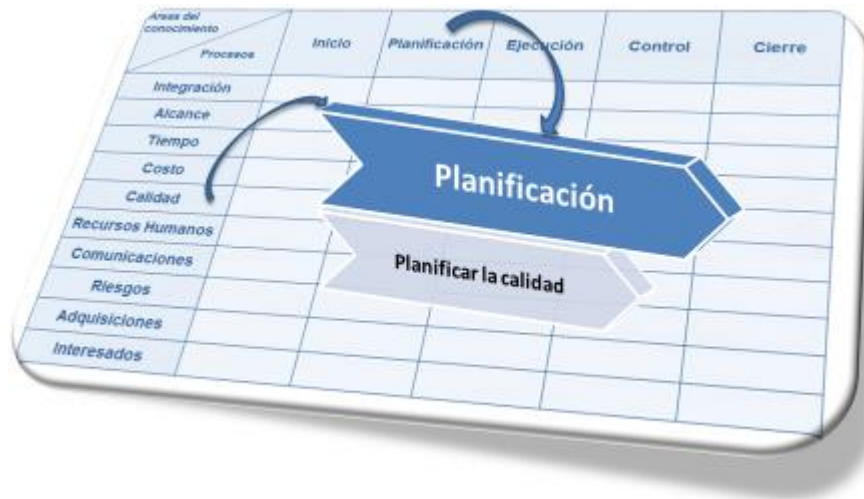 Areas del
conocimiento
Procesos
Inicio
Planificación
Ejecución
Control
Cierre
Integración
Alcance
Tiempo
Costo
Calidad
Recursos Humanos
Comunicaciones
Riesgos
Adquisiciones
Interesados
Planificación
Planificar la calidad